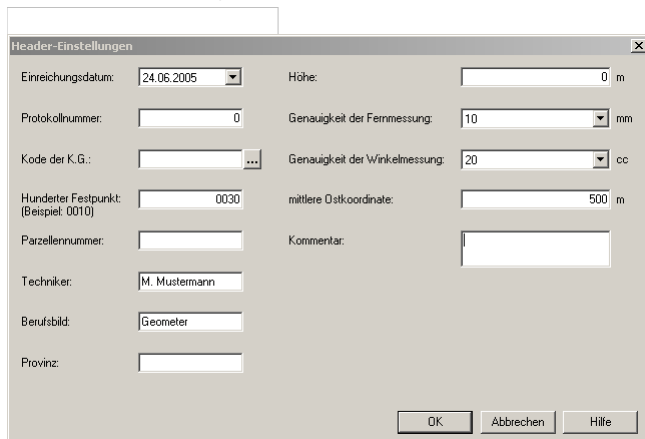 Header-Einstellungen
Einreichungsdatum: 24.06.2005
Protokollnummer: 0
Kode der K.G.: ...
Hunderter Festpunkt: 0030
(Beispiel: 0010)
Parzellennummer:
Techniker: M. Mustermann
Berufsbild: Geometer
Provinz:
Höhe: 0 m
Genauigkeit der Fernmessung: 10 mm
Genauigkeit der Winkelmessung: 20 cc
mittlere Ostkoordinate: 500 m
Kommentar:
OK Abbrechen Hilfe